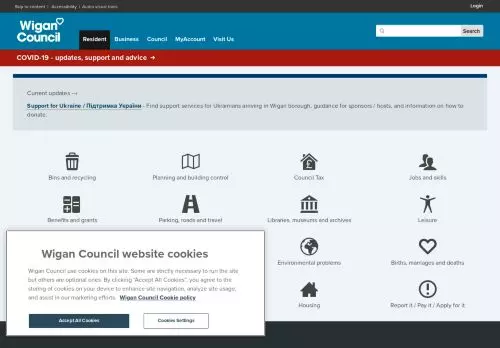 Skip to content | Accessibility | Audio visual tools Login
Wigan
Council
Resident Business Council MyAccount Visit Us
Search
COVID-19 - updates, support and advice →
Current updates →
Support for Ukraine / Підтримка України - Find support services for Ukrainians arriving in Wigan borough, guidance for sponsors / hosts, and information on how to
donate.
Bins and recycling Planning and building control Council Tax Jobs and skills
Benefits and grants Parking, roads and travel Libraries, museums and archives Leisure
Environmental problems Births, marriages and deaths
Housing Report it / Pay it / Apply for it
Wigan Council website cookies
Wigan Council use cookies on this site. Some are strictly necessary to run the site
but others are optional ones. By clicking "Accept All Cookies", you agree to the
storing of cookies on your device to enhance site navigation, analyze site usage,
and assist in our marketing efforts. Wigan Council Cookie policy
Accept All Cookies Cookies Settings